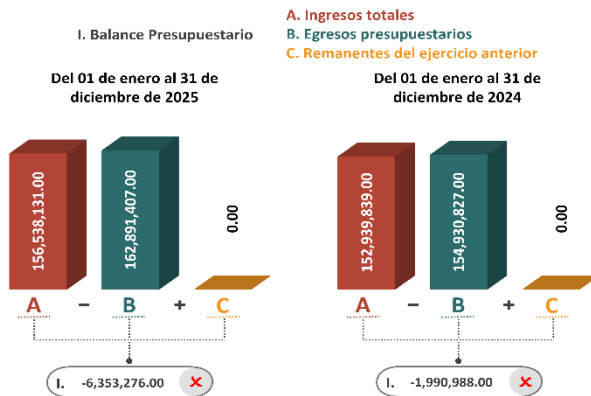 I. Balance Presupuestario
A. Ingresos totales
B. Egresos presupuestarios
C. Remanentes del ejercicio anterior
Del 01 de enero al 31 de
diciembre de 2025
156,538,131.00
162,891,407.00
0.00
A – B + C
I. -6,353,276.00 ✗
Del 01 de enero al 31 de
diciembre de 2024
152,939,839.00
154,930,827.00
0.00
A – B + C
I. -1,990,988.00 ✗